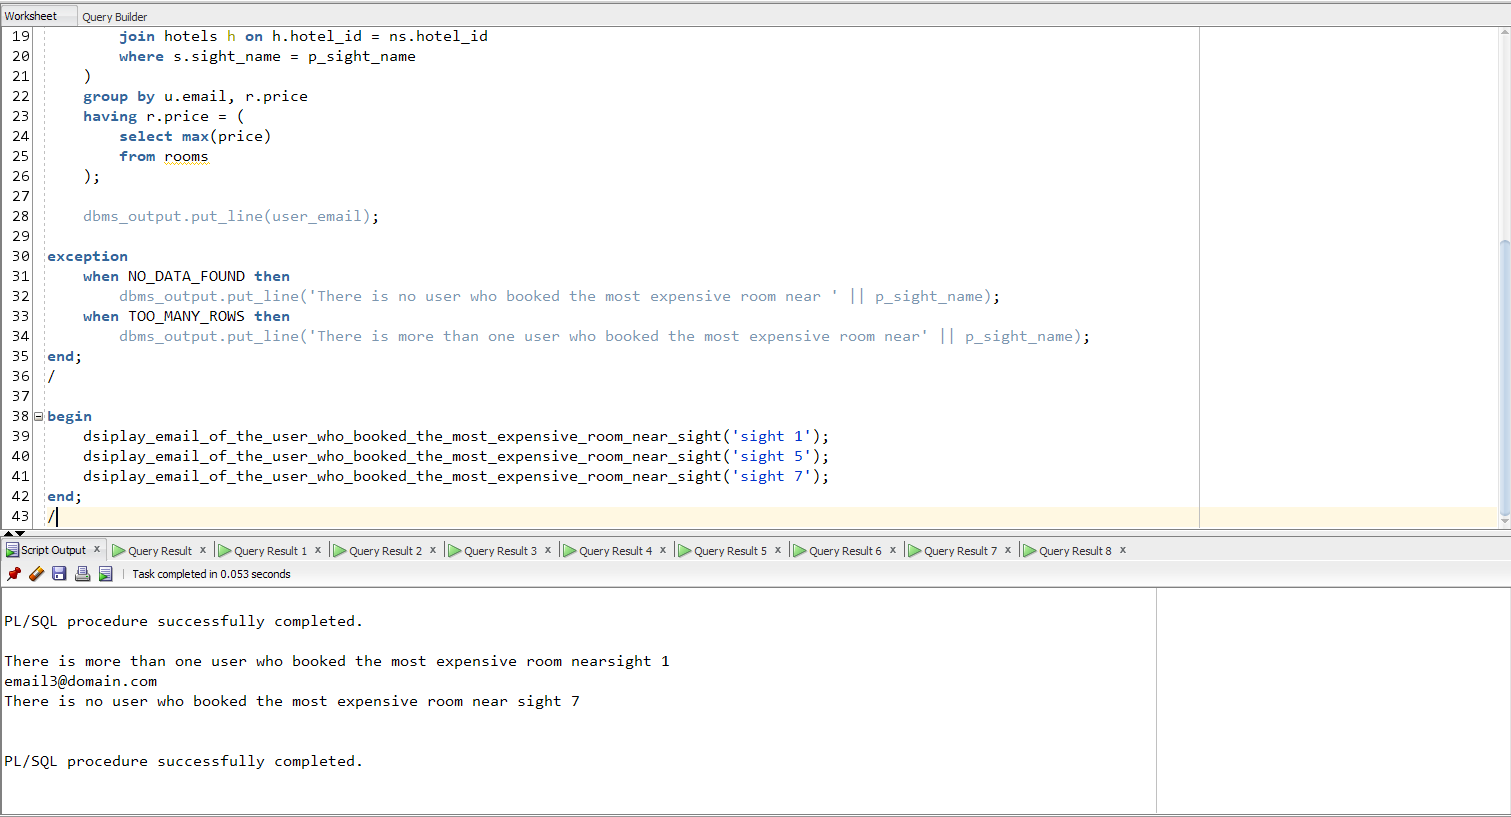 Worksheet Query Builder
19 join hotels h on h.hotel_id = ns.hotel_id
20 where s.sight_name = p_sight_name
21 )
22 group by u.email, r.price
23 having r.price = (
24 select max(price)
25 from rooms
26 );
27
28 dbms_output.put_line(user_email);
29
30 exception
31 when NO_DATA_FOUND then
32 dbms_output.put_line('There is no user who booked the most expensive room near ' || p_sight_name);
33 when TOO_MANY_ROWS then
34 dbms_output.put_line('There is more than one user who booked the most expensive room near' || p_sight_name);
35 end;
36 /
37
38 begin
39 dsiplay_email_of_the_user_who_booked_the_most_expensive_room_near_sight('sight 1');
40 dsiplay_email_of_the_user_who_booked_the_most_expensive_room_near_sight('sight 5');
41 dsiplay_email_of_the_user_who_booked_the_most_expensive_room_near_sight('sight 7');
42 end;
43 /
Script Output x Query Result x Query Result 1 x Query Result 2 x Query Result 3 x Query Result 4 x Query Result 5 x Query Result 6 x Query Result 7 x Query Result 8 x
Task completed in 0.053 seconds
PL/SQL procedure successfully completed.
There is more than one user who booked the most expensive room nearsight 1
email3@domain.com
There is no user who booked the most expensive room near sight 7
PL/SQL procedure successfully completed.